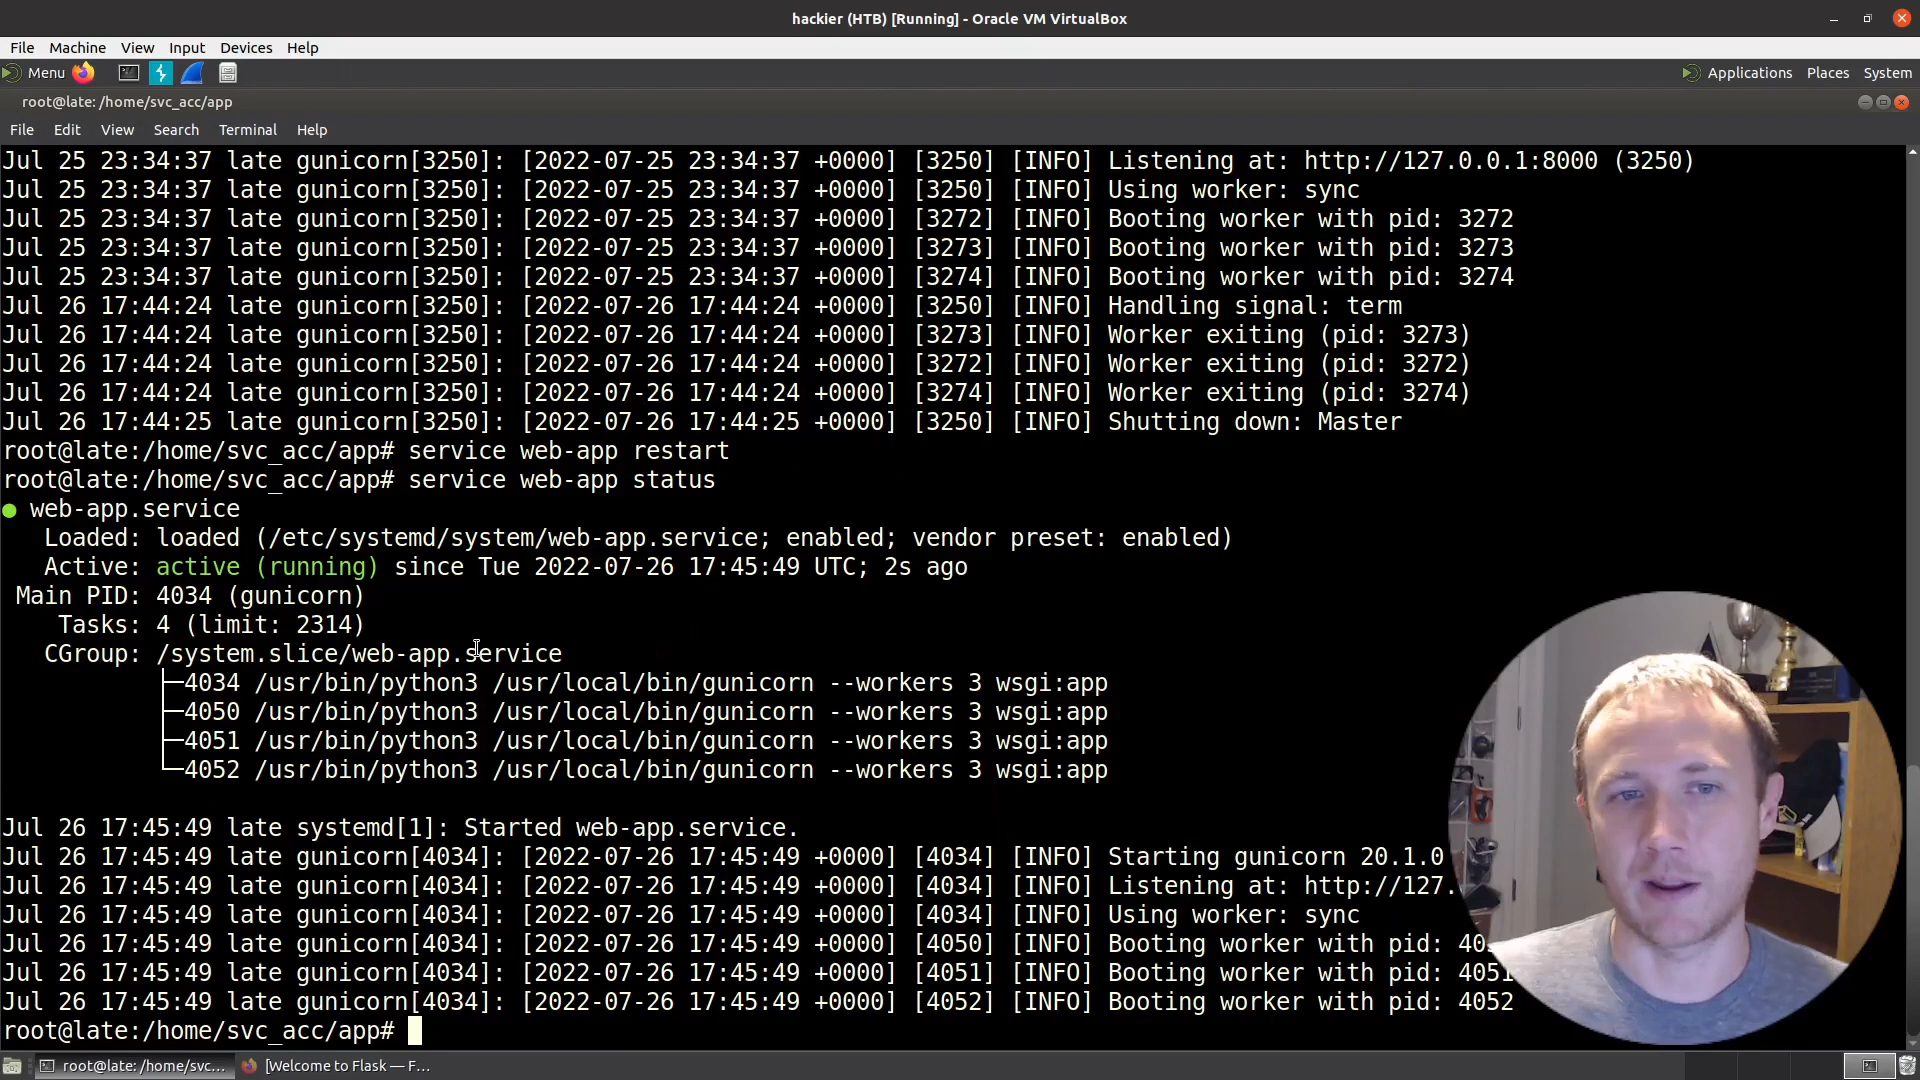 hackier (HTB) [Running] - Oracle VM VirtualBox
File Machine View Input Devices Help
Menu Applications Places System
root@late: /home/svc_acc/app
File Edit View Search Terminal Help
Jul 25 23:34:37 late gunicorn[3250]: [2022-07-25 23:34:37 +0000] [3250] [INFO] Listening at: http://127.0.0.1:8000 (3250)
Jul 25 23:34:37 late gunicorn[3250]: [2022-07-25 23:34:37 +0000] [3250] [INFO] Using worker: sync
Jul 25 23:34:37 late gunicorn[3250]: [2022-07-25 23:34:37 +0000] [3272] [INFO] Booting worker with pid: 3272
Jul 25 23:34:37 late gunicorn[3250]: [2022-07-25 23:34:37 +0000] [3273] [INFO] Booting worker with pid: 3273
Jul 25 23:34:37 late gunicorn[3250]: [2022-07-25 23:34:37 +0000] [3274] [INFO] Booting worker with pid: 3274
Jul 26 17:44:24 late gunicorn[3250]: [2022-07-26 17:44:24 +0000] [3250] [INFO] Handling signal: term
Jul 26 17:44:24 late gunicorn[3250]: [2022-07-26 17:44:24 +0000] [3273] [INFO] Worker exiting (pid: 3273)
Jul 26 17:44:24 late gunicorn[3250]: [2022-07-26 17:44:24 +0000] [3272] [INFO] Worker exiting (pid: 3272)
Jul 26 17:44:24 late gunicorn[3250]: [2022-07-26 17:44:24 +0000] [3274] [INFO] Worker exiting (pid: 3274)
Jul 26 17:44:25 late gunicorn[3250]: [2022-07-26 17:44:25 +0000] [3250] [INFO] Shutting down: Master
root@late:/home/svc_acc/app# service web-app restart
root@late:/home/svc_acc/app# service web-app status
● web-app.service
Loaded: loaded (/etc/systemd/system/web-app.service; enabled; vendor preset: enabled)
Active: active (running) since Tue 2022-07-26 17:45:49 UTC; 2s ago
Main PID: 4034 (gunicorn)
Tasks: 4 (limit: 2314)
CGroup: /system.slice/web-app.service
├─4034 /usr/bin/python3 /usr/local/bin/gunicorn --workers 3 wsgi:app
├─4050 /usr/bin/python3 /usr/local/bin/gunicorn --workers 3 wsgi:app
├─4051 /usr/bin/python3 /usr/local/bin/gunicorn --workers 3 wsgi:app
└─4052 /usr/bin/python3 /usr/local/bin/gunicorn --workers 3 wsgi:app
Jul 26 17:45:49 late systemd[1]: Started web-app.service.
Jul 26 17:45:49 late gunicorn[4034]: [2022-07-26 17:45:49 +0000] [4034] [INFO] Starting gunicorn 20.1.0
Jul 26 17:45:49 late gunicorn[4034]: [2022-07-26 17:45:49 +0000] [4034] [INFO] Listening at: http://127.
Jul 26 17:45:49 late gunicorn[4034]: [2022-07-26 17:45:49 +0000] [4034] [INFO] Using worker: sync
Jul 26 17:45:49 late gunicorn[4034]: [2022-07-26 17:45:49 +0000] [4050] [INFO] Booting worker with pid: 40
Jul 26 17:45:49 late gunicorn[4034]: [2022-07-26 17:45:49 +0000] [4051] [INFO] Booting worker with pid: 4051
Jul 26 17:45:49 late gunicorn[4034]: [2022-07-26 17:45:49 +0000] [4052] [INFO] Booting worker with pid: 4052
root@late:/home/svc_acc/app#
root@late: /home/svc... [Welcome to Flask — F...